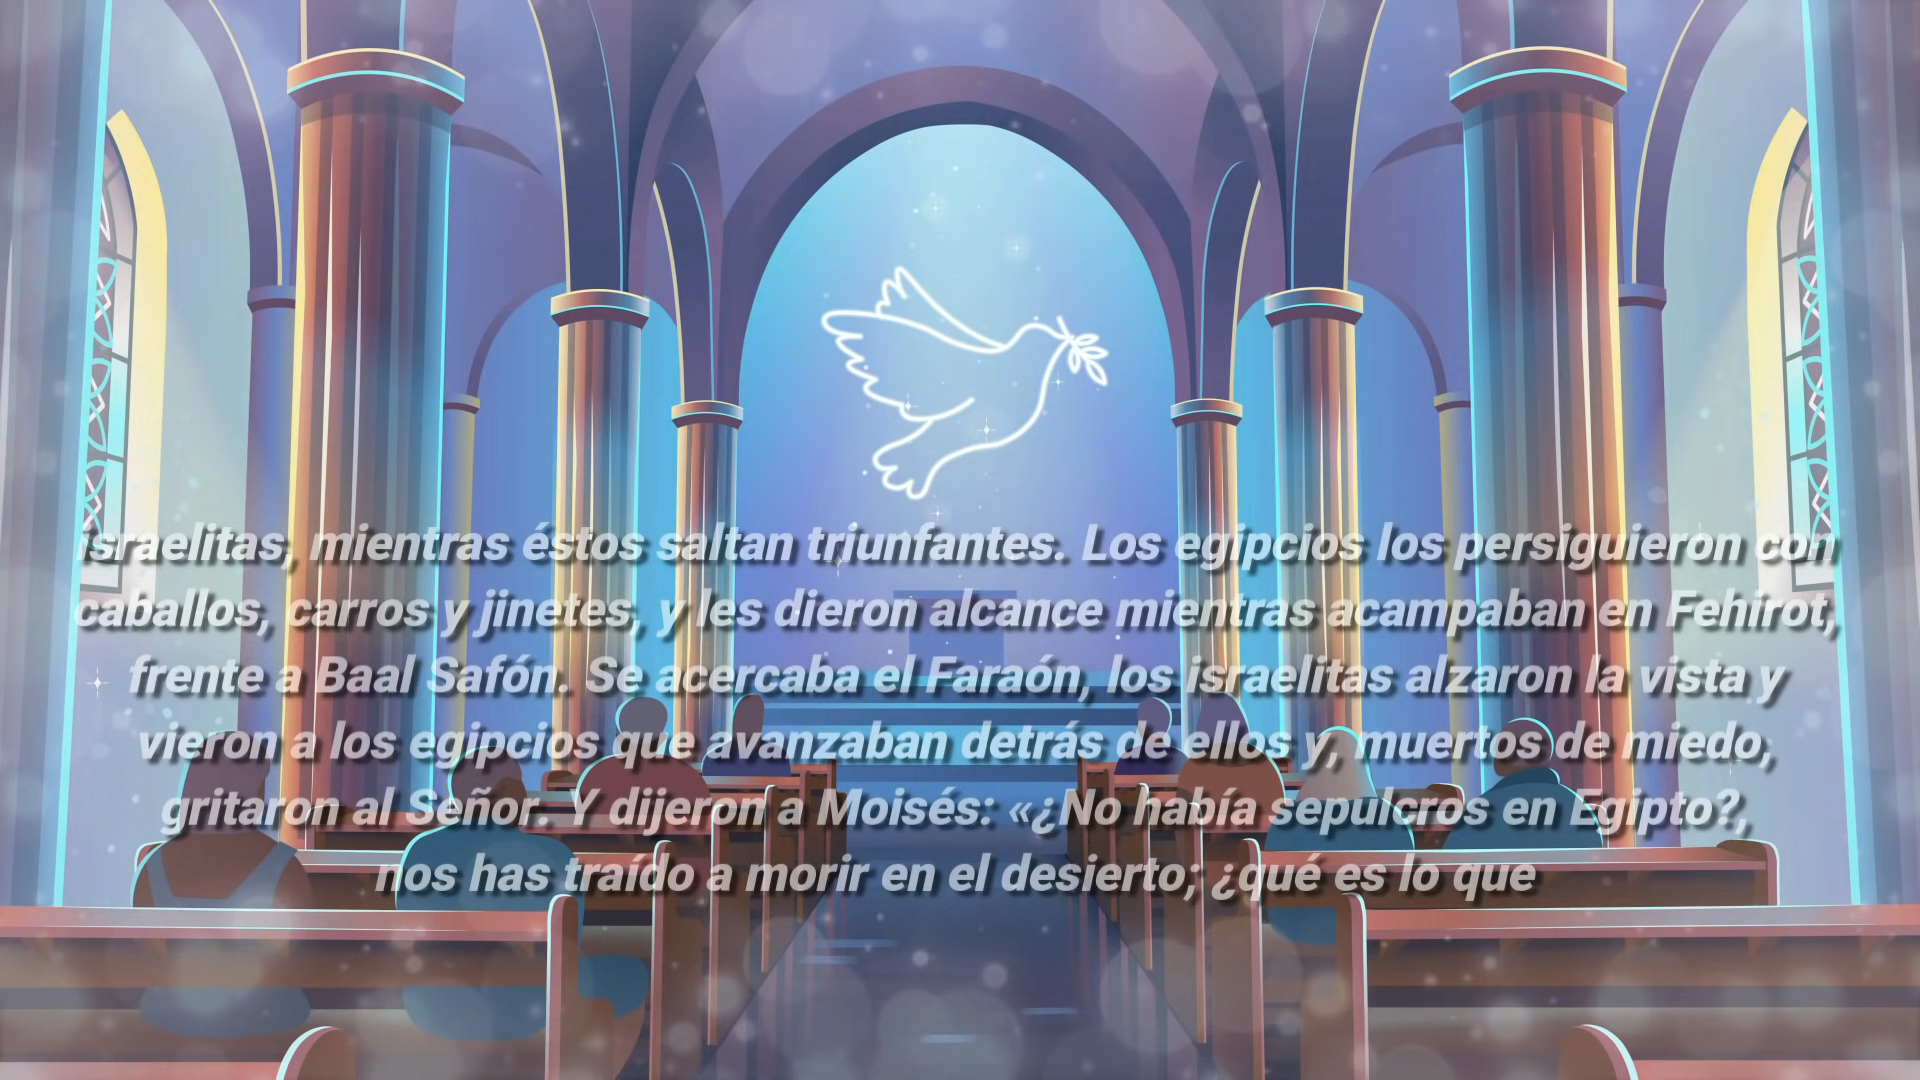 israelitas, mientras éstos saltan triunfantes. Los egipcios los persiguieron con
caballos, carros y jinetes, y les dieron alcance mientras acampaban en Fehirot,
frente a Baal Safón. Se acercaba el Faraón, los israelitas alzaron la vista y
vieron a los egipcios que avanzaban detrás de ellos y, muertos de miedo,
gritaron al Señor. Y dijeron a Moisés: «¿No había sepulcros en Egipto?,
nos has traído a morir en el desierto; ¿qué es lo que